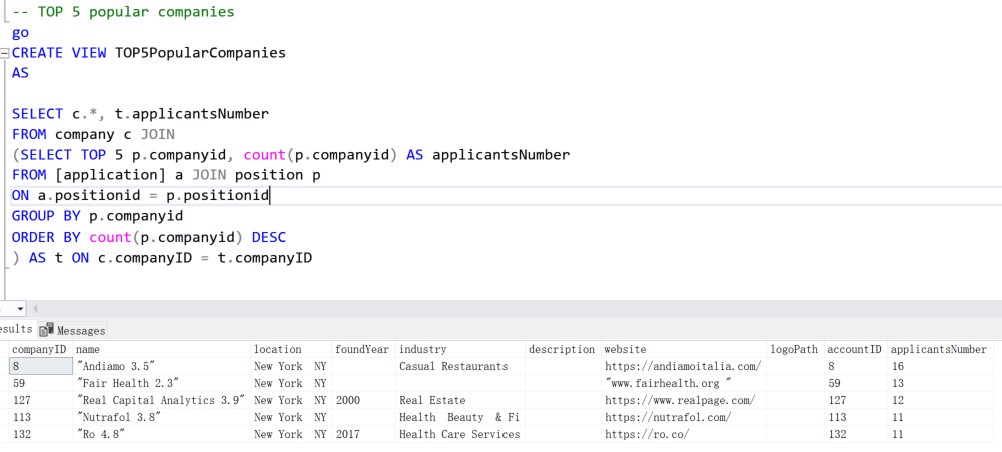 -- TOP 5 popular companies
go
CREATE VIEW TOP5PopularCompanies
AS
SELECT c.*, t.applicantsNumber
FROM company c JOIN
(SELECT TOP 5 p.companyid, count(p.companyid) AS applicantsNumber
FROM [application] a JOIN position p
ON a.positionid = p.positionid
GROUP BY p.companyid
ORDER BY count(p.companyid) DESC
) AS t ON c.companyID = t.companyID
esults Messages
companyID name location foundYear industry description website logoPath accountID applicantsNumber
8 "Andiamo 3.5" New York NY Casual Restaurants https://andiamoitalia.com/ 8 16
59 "Fair Health 2.3" New York NY "www.fairhealth.org " 59 13
127 "Real Capital Analytics 3.9" New York NY 2000 Real Estate https://www.realpage.com/ 127 12
113 "Nutrafol 3.8" New York NY Health Beauty & Fi https://nutrafol.com/ 113 11
132 "Ro 4.8" New York NY 2017 Health Care Services https://ro.co/ 132 11